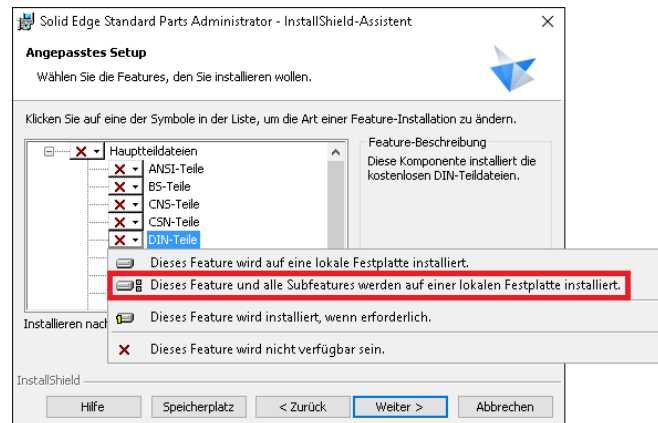 Solid Edge Standard Parts Administrator - InstallShield-Assistent
Angepasstes Setup
Wählen Sie die Features, den Sie installieren wollen.
Klicken Sie auf eine der Symbole in der Liste, um die Art einer Feature-Installation zu ändern.
Hauptteildateien
ANSI-Teile
BS-Teile
CNS-Teile
CSN-Teile
DIN-Teile
Feature-Beschreibung
Diese Komponente installiert die
kostenlosen DIN-Teildateien.
Dieses Feature wird auf eine lokale Festplatte installiert.
Dieses Feature und alle Subfeatures werden auf einer lokalen Festplatte installiert.
Dieses Feature wird installiert, wenn erforderlich.
Dieses Feature wird nicht verfügbar sein.
Installieren nach
InstallShield
Hilfe
Speicherplatz
< Zurück
Weiter >
Abbrechen